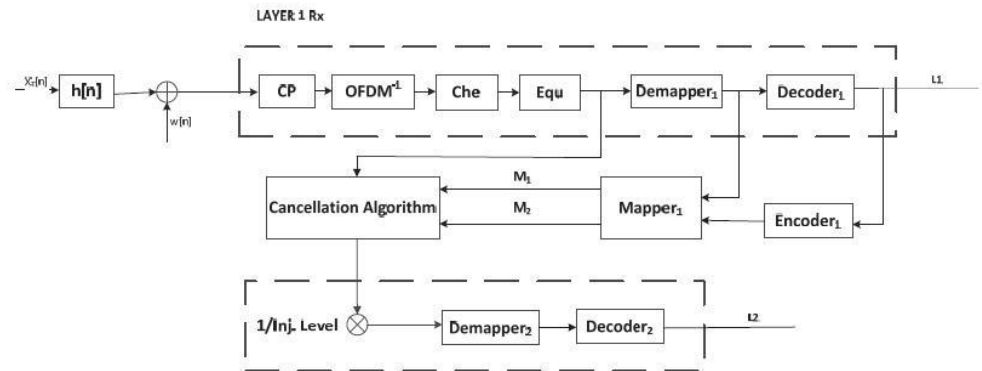 LAYER 1 Rx
Xₜ[n]
h[n]
w[n]
CP
OFDM⁻¹
Che
Equ
Demapper₁
Decoder₁
L1
Cancellation Algorithm
M₁
M₂
Mapper₁
Encoder₁
1/Inj. Level
Demapper₂
Decoder₂
L2